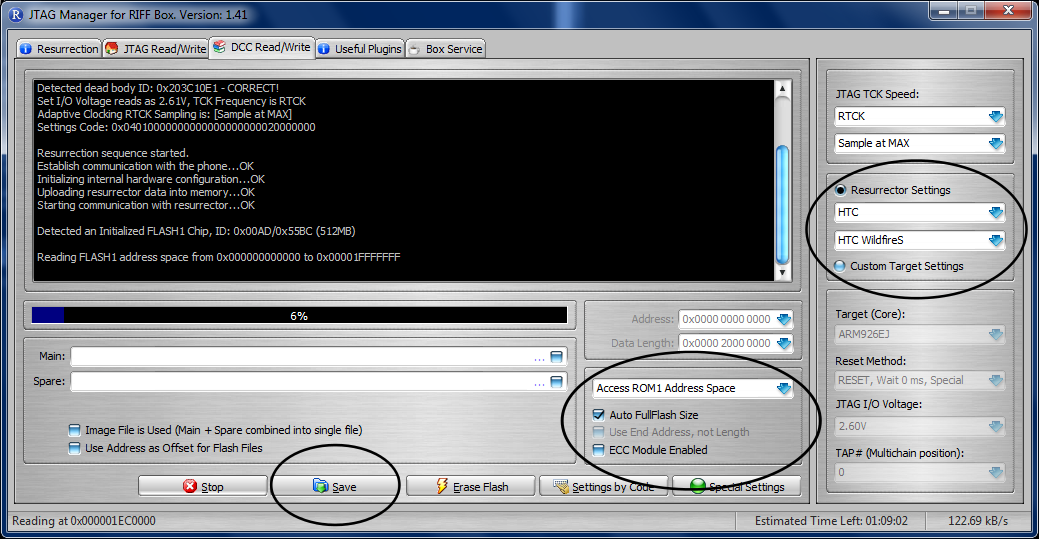 JTAG Manager for RIFF Box. Version: 1.41
Resurrection JTAG Read/Write DCC Read/Write Useful Plugins Box Service
Detected dead body ID: 0x203C10E1 - CORRECT!
Set I/O Voltage reads as 2.61V, TCK Frequency is RTCK
Adaptive Clocking RTCK Sampling is: [Sample at MAX]
Settings Code: 0x04010000000000000000000020000000
Resurrection sequence started.
Establish communication with the phone...OK
Initializing internal hardware configuration...OK
Uploading resurrector data into memory...OK
Starting communication with resurrector...OK
Detected an Initialized FLASH1 Chip, ID: 0x00AD/0x55BC (512MB)
Reading FLASH1 address space from 0x000000000000 to 0x00001FFFFFFF
6%
Main: ...
Spare: ...
Image File is Used (Main + Spare combined into single file)
Use Address as Offset for Flash Files
Address: 0x0000 0000 0000
Data Length: 0x0000 2000 0000
Access ROM1 Address Space
Auto FullFlash Size
Use End Address, not Length
ECC Module Enabled
Stop Save Erase Flash Settings by Code Special Settings
JTAG TCK Speed:
RTCK
Sample at MAX
Resurrector Settings
HTC
HTC WildfireS
Custom Target Settings
Target (Core):
ARM926EJ
Reset Method:
RESET, Wait 0 ms, Special
JTAG I/O Voltage:
2.60V
TAP# (Multichain position):
0
Reading at 0x000001EC0000 Estimated Time Left: 01:09:02 122.69 kB/s